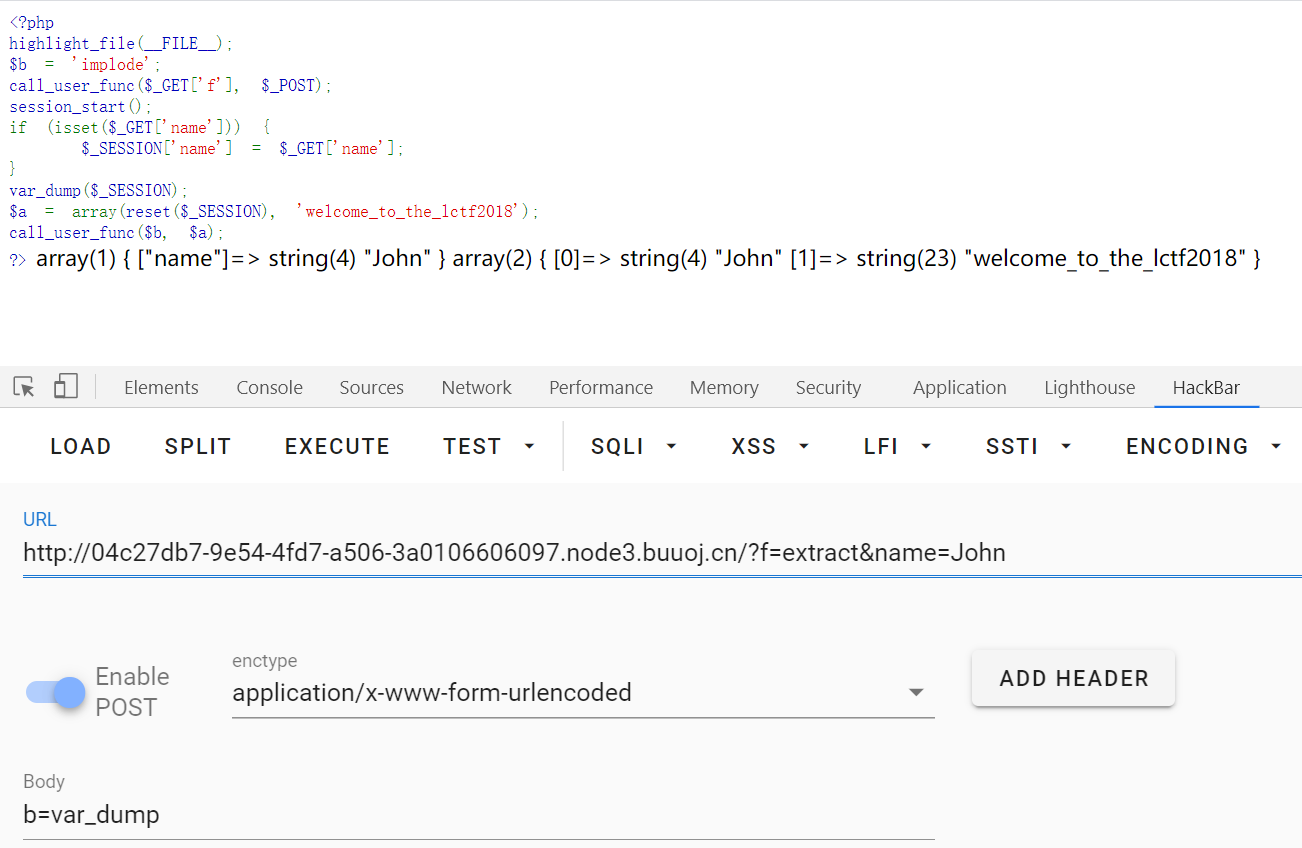 <?php
highlight_file(__FILE__);
$b = 'implode';
call_user_func($_GET['f'], $_POST);
session_start();
if (isset($_GET['name'])) {
$_SESSION['name'] = $_GET['name'];
}
var_dump($_SESSION);
$a = array(reset($_SESSION), 'welcome_to_the_lctf2018');
call_user_func($b, $a);
?> array(1) { ["name"]=> string(4) "John" } array(2) { [0]=> string(4) "John" [1]=> string(23) "welcome_to_the_lctf2018" }
Elements Console Sources Network Performance Memory Security Application Lighthouse HackBar
LOAD SPLIT EXECUTE TEST SQLI XSS LFI SSTI ENCODING
URL
http://04c27db7-9e54-4fd7-a506-3a0106606097.node3.buuoj.cn/?f=extract&name=John
Enable
POST
enctype
application/x-www-form-urlencoded
ADD HEADER
Body
b=var_dump